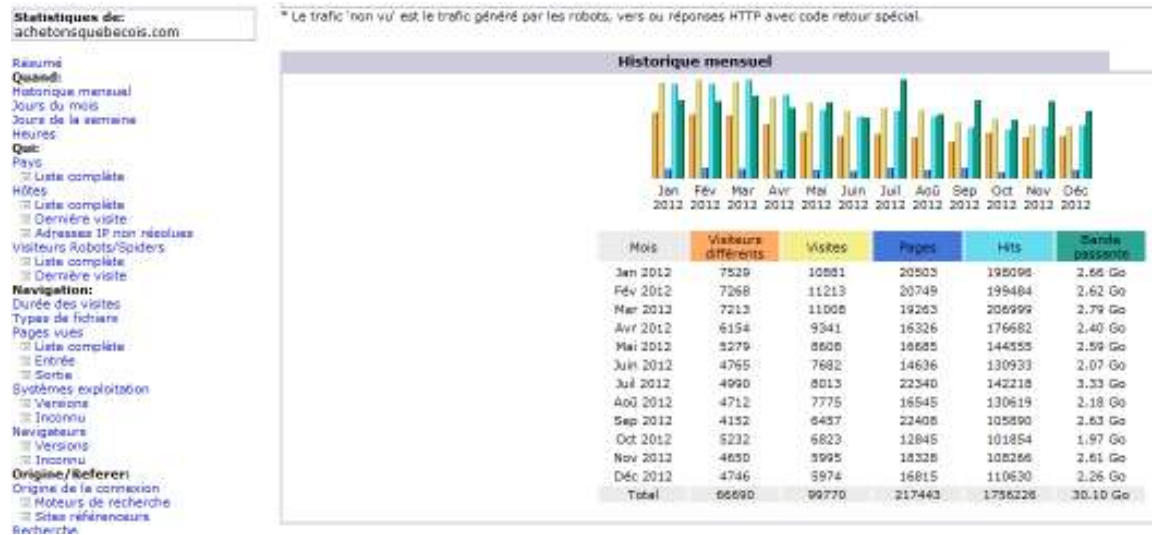 Statistiques de:
achetonsquebecois.com
Résumé
Quand:
Historique mensuel
Jours du mois
Jours de la semaine
Heures
Qui:
Pays
Liste complète
Hôtes
Liste complète
Dernière visite
Adresses IP non résolues
Visiteurs Robots/Spiders
Liste complète
Dernière visite
Navigation:
Durée des visites
Types de fichiers
Pages vues
Liste complète
Entrée
Sortie
Systèmes exploitation
Versions
Inconnu
Navigateurs
Versions
Inconnu
Origine/Referer:
Origine de la connexion
Moteurs de recherche
Sites référenceurs
Recherche
* Le trafic 'non vu' est le trafic généré par les robots, vers ou réponses HTTP avec code retour spécial.
Historique mensuel
Jan 2012 Fév 2012 Mar 2012 Avr 2012 Mai 2012 Juin 2012 Juil 2012 Aoû 2012 Sep 2012 Oct 2012 Nov 2012 Déc 2012
Mois Visiteurs différents Visites Pages Hits Bande passante
Jan 2012 7529 10881 20503 198096 2.66 Go
Fév 2012 7268 11213 20749 199484 2.62 Go
Mar 2012 7213 11008 19263 206999 2.79 Go
Avr 2012 6154 9341 16326 176682 2.40 Go
Mai 2012 5279 8608 16685 144555 2.59 Go
Juin 2012 4765 7682 14636 130933 2.07 Go
Juil 2012 4990 8013 22340 142218 3.33 Go
Aoû 2012 4712 7775 16545 130619 2.18 Go
Sep 2012 4152 6457 22408 105890 2.63 Go
Oct 2012 5232 6823 12845 101854 1.97 Go
Nov 2012 4650 5995 18328 108266 2.61 Go
Déc 2012 4746 5974 16815 110630 2.26 Go
Total 66690 99770 217443 1756226 30.10 Go